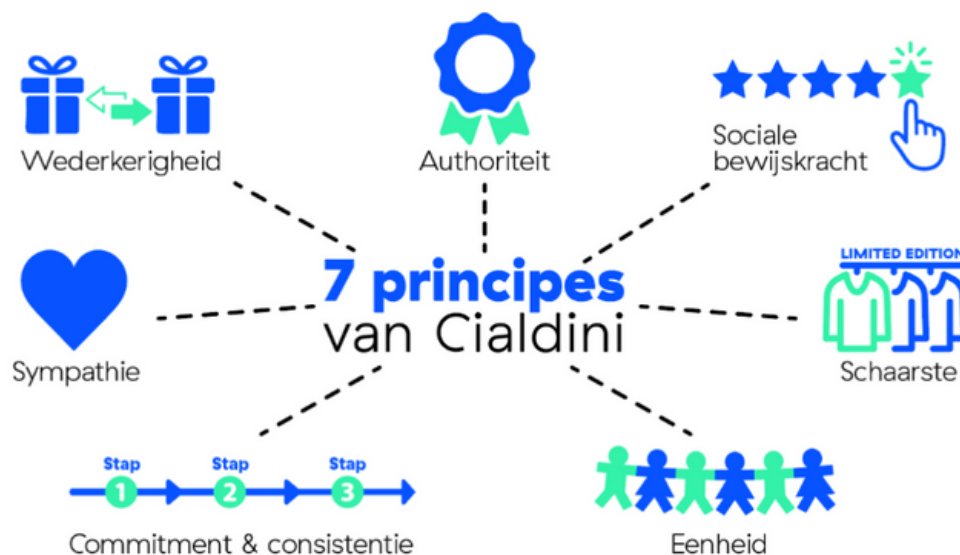 Wederkerigheid
Authoriteit
Sociale
bewijskracht
7 principes
van Cialdini
LIMITED EDITION
Sympathie
Schaarste
Stap
Stap
Stap
1
2
3
Commitment & consistentie
Eenheid